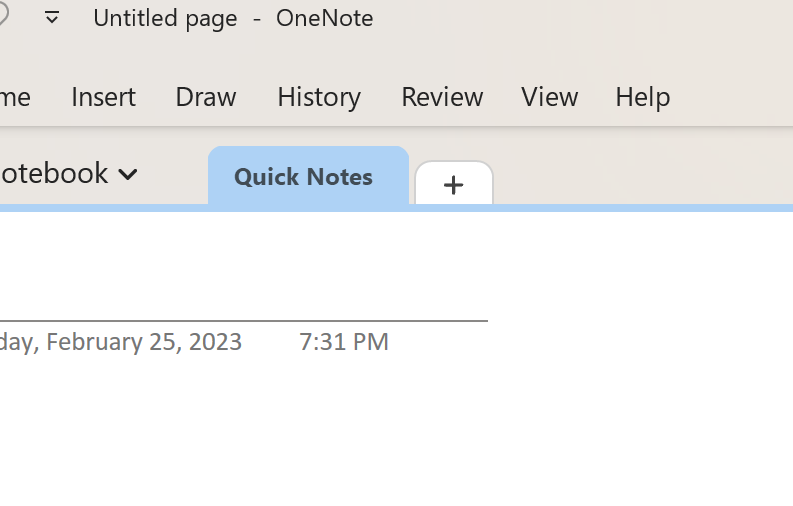 Untitled page - OneNote
me Insert Draw History Review View Help
otebook Quick Notes
day, February 25, 2023 7:31 PM